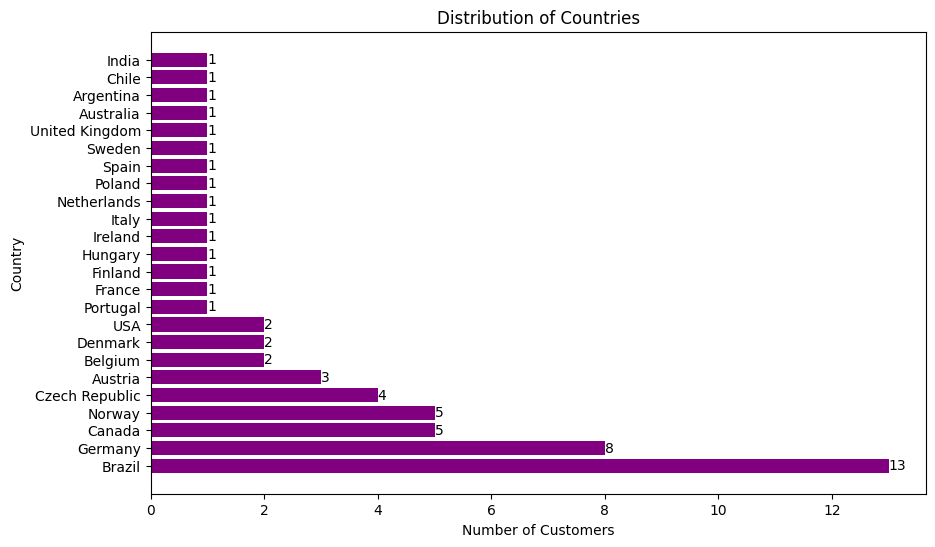 Distribution of Countries
Country
India 1
Chile 1
Argentina 1
Australia 1
United Kingdom 1
Sweden 1
Spain 1
Poland 1
Netherlands 1
Italy 1
Ireland 1
Hungary 1
Finland 1
France 1
Portugal 1
USA 2
Denmark 2
Belgium 2
Austria 3
Czech Republic 4
Norway 5
Canada 5
Germany 8
Brazil 13
0 2 4 6 8 10 12
Number of Customers